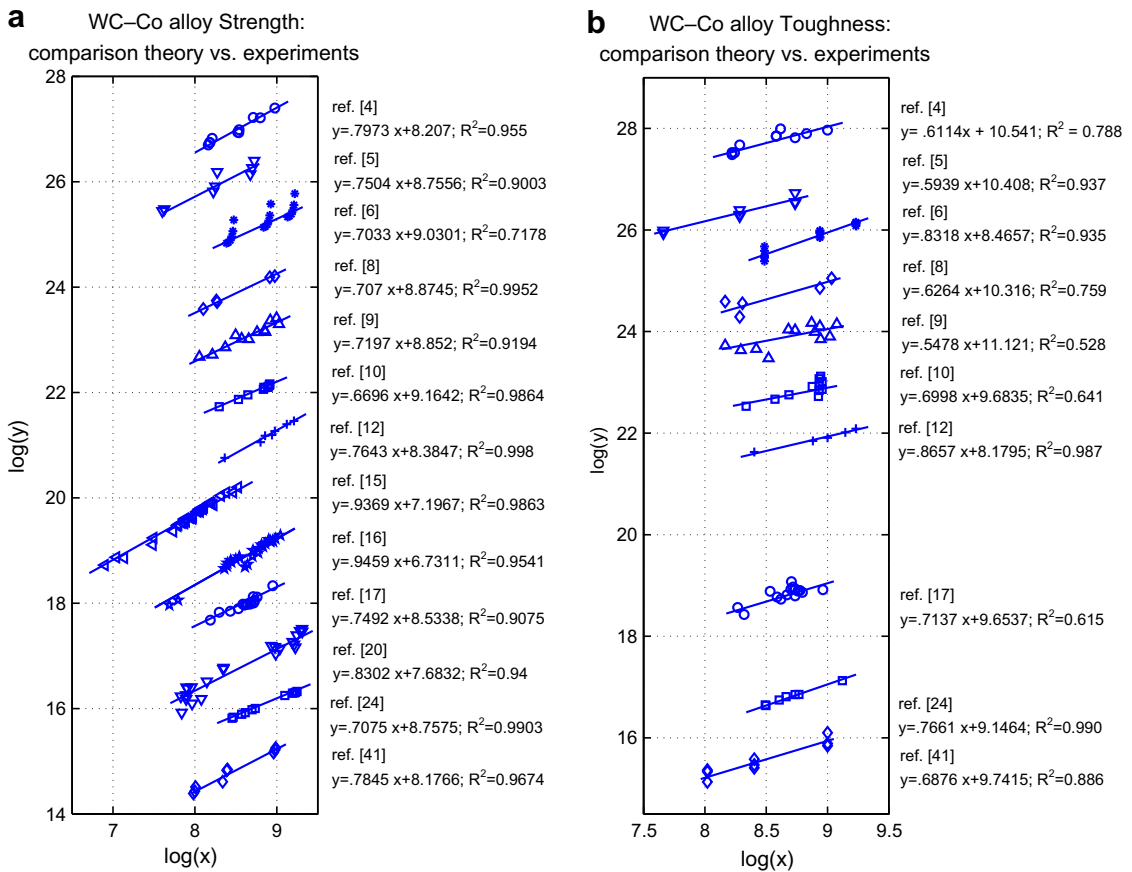 a
WC–Co alloy Strength:
comparison theory vs. experiments
28
26
24
22
20
18
16
14
log(y)
7
8
9
log(x)
ref. [4]
y=.7973 x+8.207; R²=0.955
ref. [5]
y=.7504 x+8.7556; R²=0.9003
ref. [6]
y=.7033 x+9.0301; R²=0.7178
ref. [8]
y=.707 x+8.8745; R²=0.9952
ref. [9]
y=.7197 x+8.852; R²=0.9194
ref. [10]
y=.6696 x+9.1642; R²=0.9864
ref. [12]
y=.7643 x+8.3847; R²=0.998
ref. [15]
y=.9369 x+7.1967; R²=0.9863
ref. [16]
y=.9459 x+6.7311; R²=0.9541
ref. [17]
y=.7492 x+8.5338; R²=0.9075
ref. [20]
y=.8302 x+7.6832; R²=0.94
ref. [24]
y=.7075 x+8.7575; R²=0.9903
ref. [41]
y=.7845 x+8.1766; R²=0.9674
b
WC–Co alloy Toughness:
comparison theory vs. experiments
28
26
24
22
20
18
16
log(y)
7.5
8
8.5
9
9.5
log(x)
ref. [4]
y= .6114x + 10.541; R² = 0.788
ref. [5]
y=.5939 x+10.408; R²=0.937
ref. [6]
y=.8318 x+8.4657; R²=0.935
ref. [8]
y=.6264 x+10.316; R²=0.759
ref. [9]
y=.5478 x+11.121; R²=0.528
ref. [10]
y=.6998 x+9.6835; R²=0.641
ref. [12]
y=.8657 x+8.1795; R²=0.987
ref. [17]
y=.7137 x+9.6537; R²=0.615
ref. [24]
y=.7661 x+9.1464; R²=0.990
ref. [41]
y=.6876 x+9.7415; R²=0.886